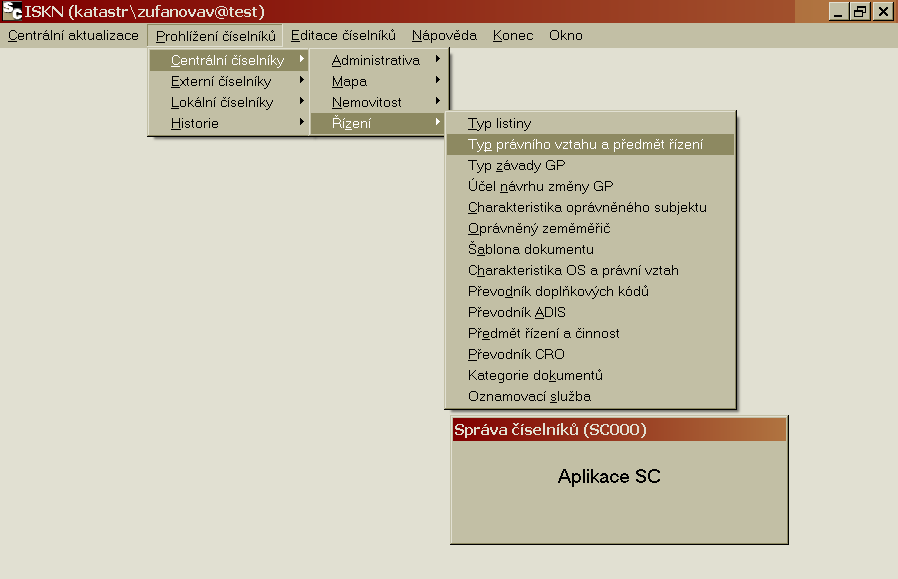 SC ISKN (katastr\zufanovav@test)
Centrální aktualizace Prohlížení číselníků Editace číselníků Nápověda Konec Okno
Centrální číselníky
Externí číselníky
Lokální číselníky
Historie
Administrativa
Mapa
Nemovitost
Řízení
Typ listiny
Typ právního vztahu a předmět řízení
Typ závady GP
Účel návrhu změny GP
Charakteristika oprávněného subjektu
Oprávněný zeměměřič
Šablona dokumentu
Charakteristika OS a právní vztah
Převodník doplňkových kódů
Převodník ADIS
Předmět řízení a činnost
Převodník CRO
Kategorie dokumentů
Oznamovací služba
Správa číselníků (SC000)
Aplikace SC